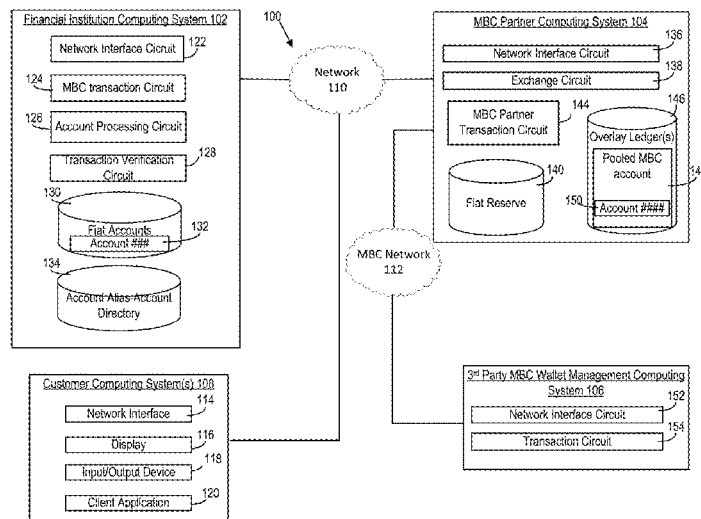 Financial Institution Computing System 102
Network Interface Circuit
122
124
MBC transaction Circuit
126
Account Processing Circuit
Transaction Verification
Circuit
128
130
Fiat Accounts
Account ###
132
134
Account Alias-Account
Directory
100
Network
110
MBC Partner Computing System 104
Network Interface Circuit
136
Exchange Circuit
138
MBC Partner
Transaction Circuit
144
146
Overlay Ledger(s)
Pooled MBC
account
14
150
Account ####
140
Fiat Reserve
MBC Network
112
Customer Computing System(s) 108
Network Interface
114
Display
116
Input/Output Device
118
Client Application
120
3rd Party MBC Wallet Management Computing
System 106
Network Interface Circuit
152
Transaction Circuit
154